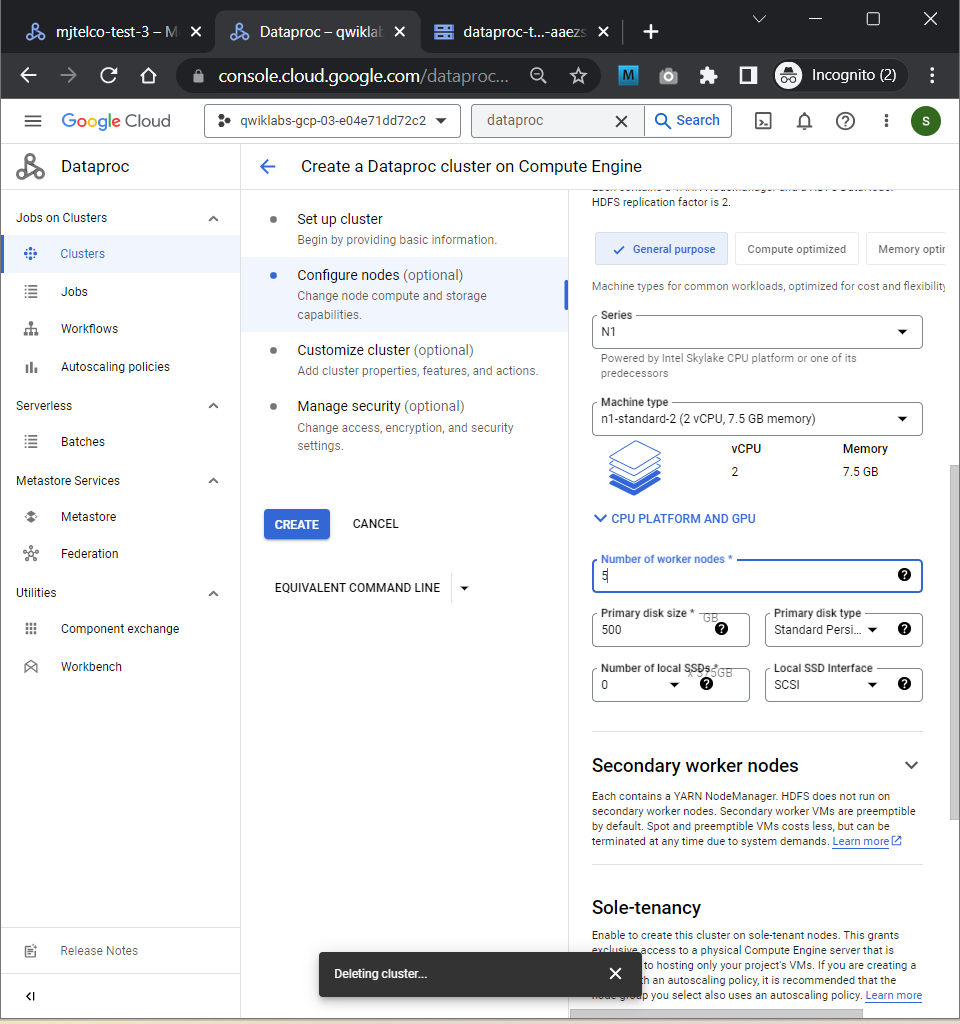 mjtelco-test-3 – M
Dataproc – qwikla
dataproc-t...-aaezs
console.cloud.google.com/dataproc...
M
Incognito (2)
Google Cloud
qwiklabs-gcp-03-e04e71dd72c2
dataproc
Search
S
Dataproc
Create a Dataproc cluster on Compute Engine
Jobs on Clusters
Clusters
Jobs
Workflows
Autoscaling policies
Serverless
Batches
Metastore Services
Metastore
Federation
Utilities
Component exchange
Workbench
Release Notes
Set up cluster
Begin by providing basic information.
Configure nodes (optional)
Change node compute and storage
capabilities.
Customize cluster (optional)
Add cluster properties, features, and actions.
Manage security (optional)
Change access, encryption, and security
settings.
CREATE
CANCEL
EQUIVALENT COMMAND LINE
Each contains a YARN NodeManager and a HDFS DataNode.
HDFS replication factor is 2.
General purpose
Compute optimized
Memory optir
Machine types for common workloads, optimized for cost and flexibility
Series
N1
Powered by Intel Skylake CPU platform or one of its
predecessors
Machine type
n1-standard-2 (2 vCPU, 7.5 GB memory)
vCPU
Memory
2
7.5 GB
CPU PLATFORM AND GPU
Number of worker nodes *
5
Primary disk size *
GB
500
Primary disk type
Standard Persi...
Number of local SSDs *
x 375GB
0
Local SSD Interface
SCSI
Secondary worker nodes
Each contains a YARN NodeManager. HDFS does not run on
secondary worker nodes. Secondary worker VMs are preemptible
by default. Spot and preemptible VMs costs less, but can be
terminated at any time due to system demands. Learn more
Sole-tenancy
Enable to create this cluster on sole-tenant nodes. This grants
exclusive access to a physical Compute Engine server that is
to hosting only your project's VMs. If you are creating a
h an autoscaling policy, it is recommended that the
node group you select also uses an autoscaling policy. Learn more
Deleting cluster...